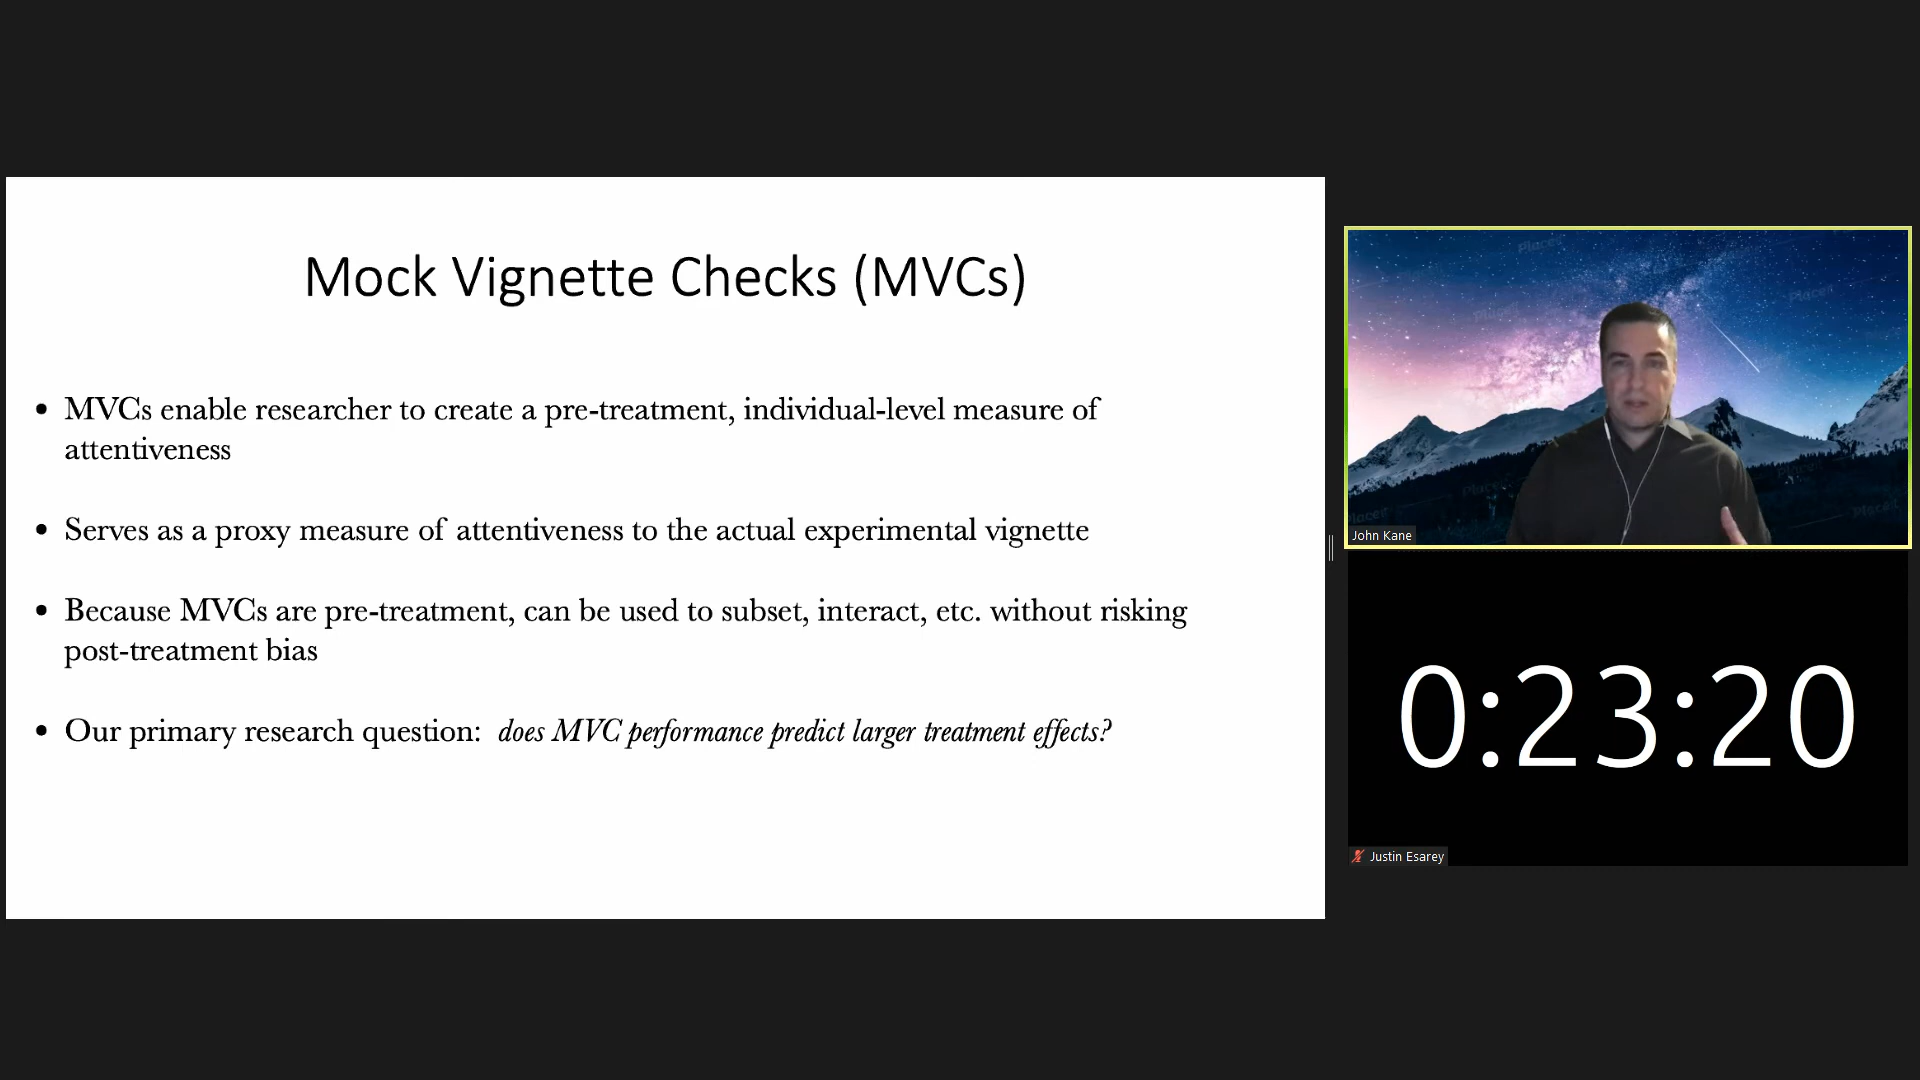 Mock Vignette Checks (MVCs)
• MVCs enable researcher to create a pre-treatment, individual-level measure of
attentiveness
• Serves as a proxy measure of attentiveness to the actual experimental vignette
• Because MVCs are pre-treatment, can be used to subset, interact, etc. without risking
post-treatment bias
• Our primary research question: does MVC performance predict larger treatment effects?
John Kane
0:23:20
Justin Esarey